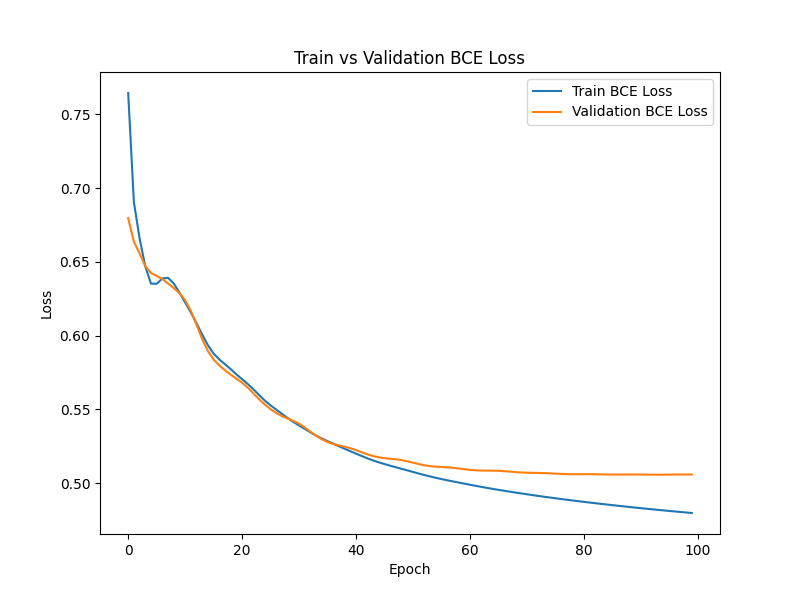 Train vs Validation BCE Loss
Train BCE Loss
Validation BCE Loss
0.75
0.70
0.65
0.60
0.55
0.50
Loss
0 20 40 60 80 100
Epoch